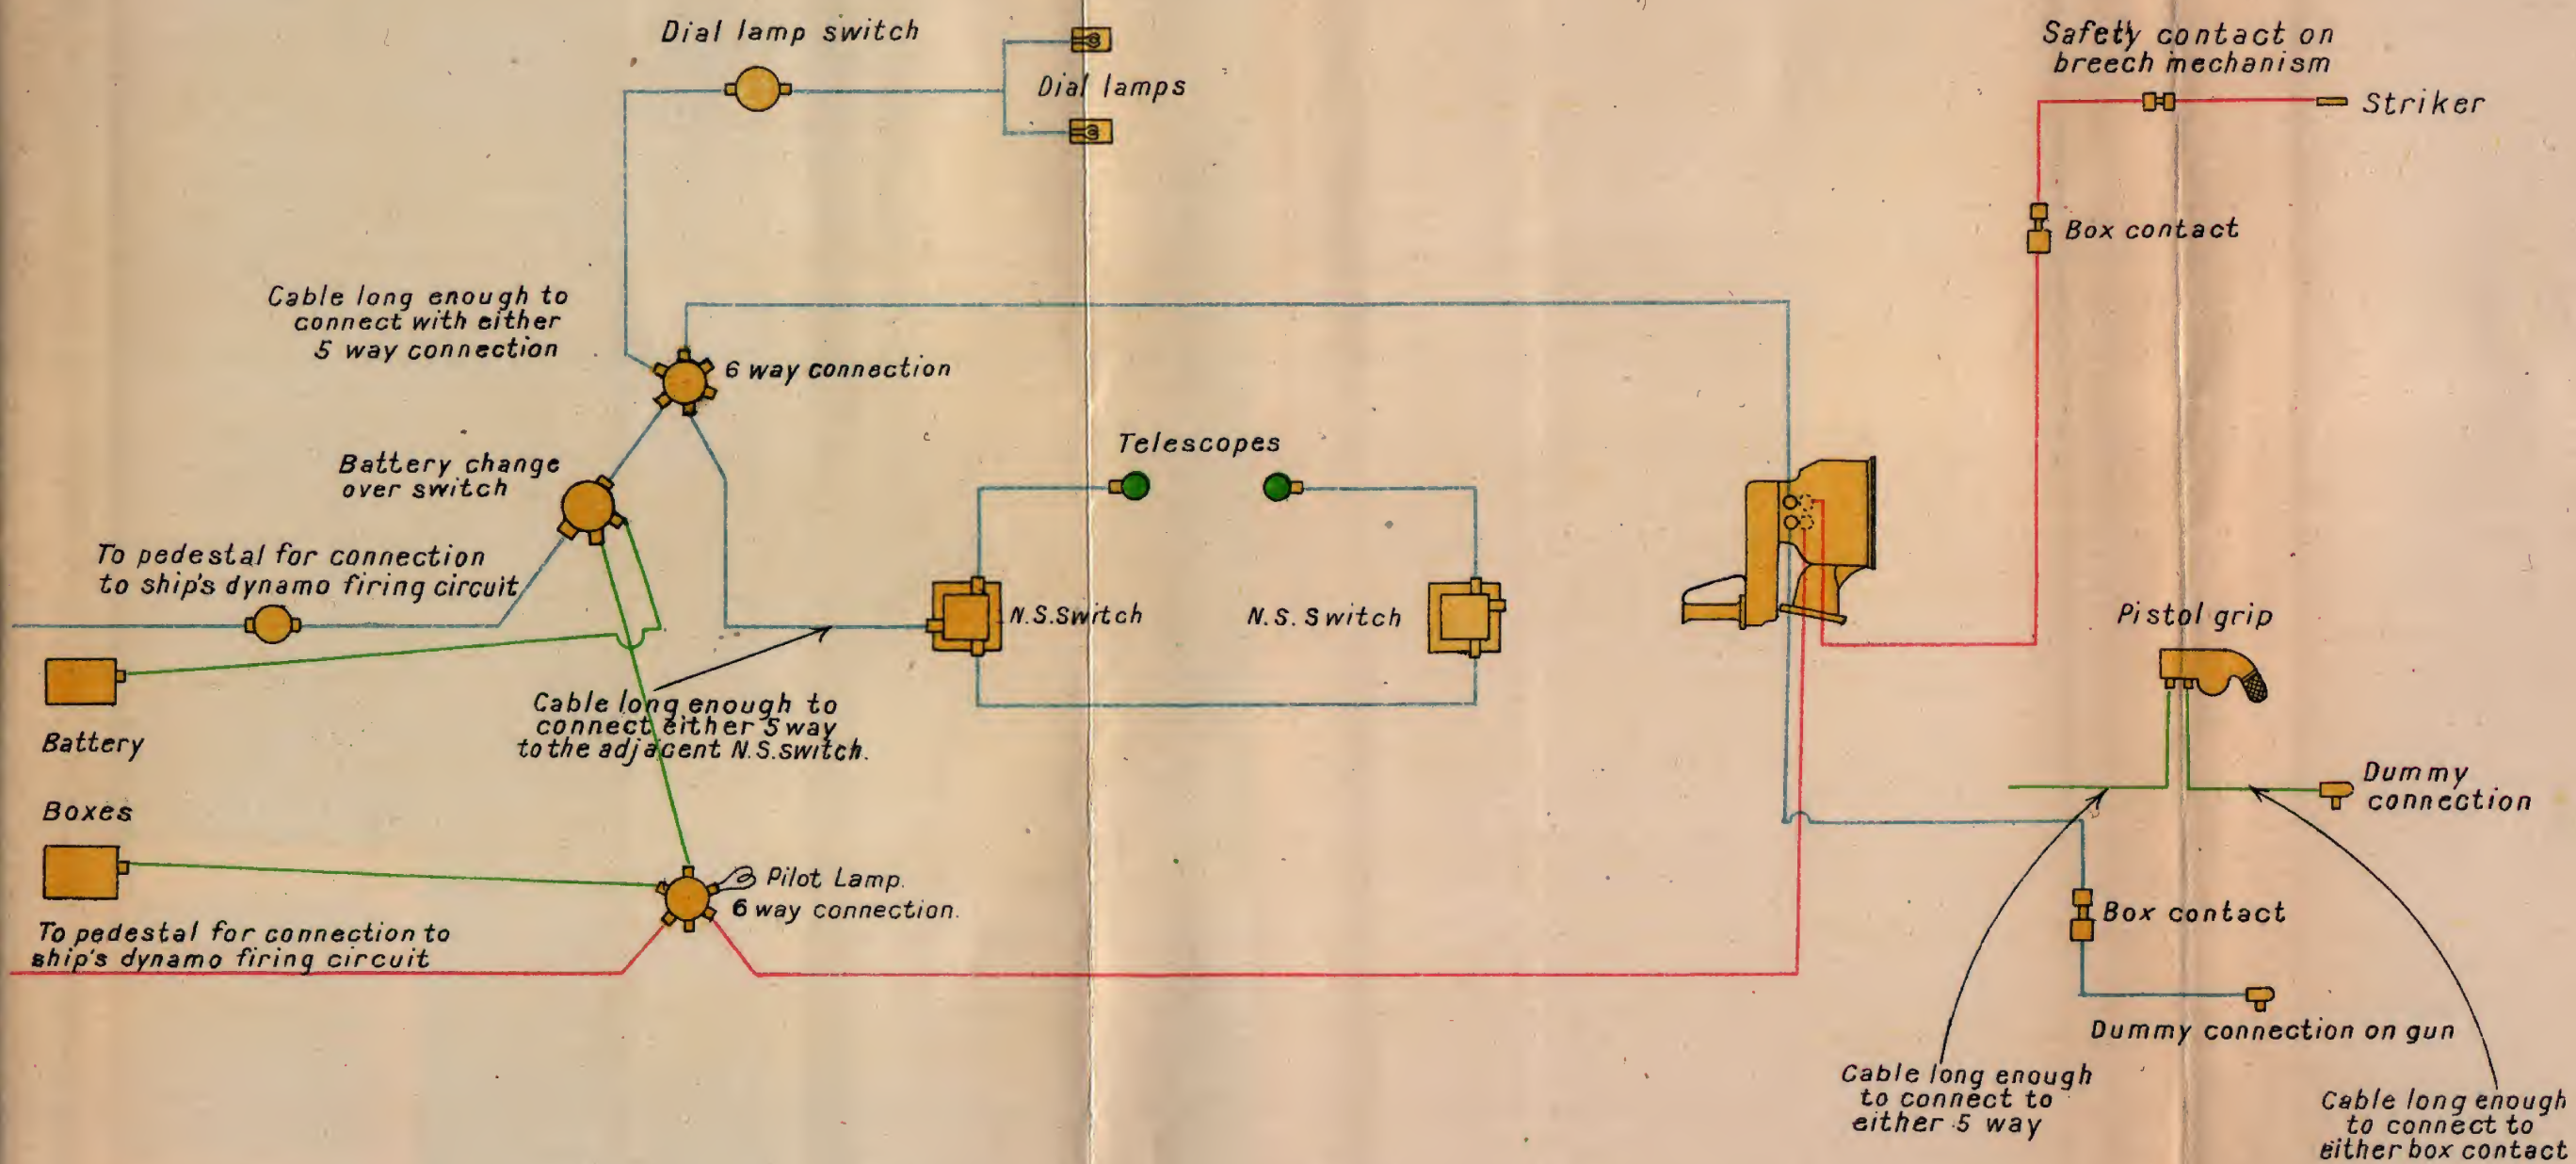 Dial lamp switch
Dial lamps
Safety contact on
breech mechanism
Striker
Box contact
Cable long enough to
connect with either
5 way connection
6 way connection
Battery change
over switch
Telescopes
To pedestal for connection
to ship's dynamo firing circuit
N.S.Switch
N.S. Switch
Pistol grip
Battery
Cable long enough to
connect either 5 way
to the adjacent N.S.switch.
Dummy
connection
Boxes
Pilot Lamp.
6 way connection.
Box contact
To pedestal for connection to
ship's dynamo firing circuit
Dummy connection on gun
Cable long enough
to connect to
either 5 way
Cable long enough
to connect to
either box contact